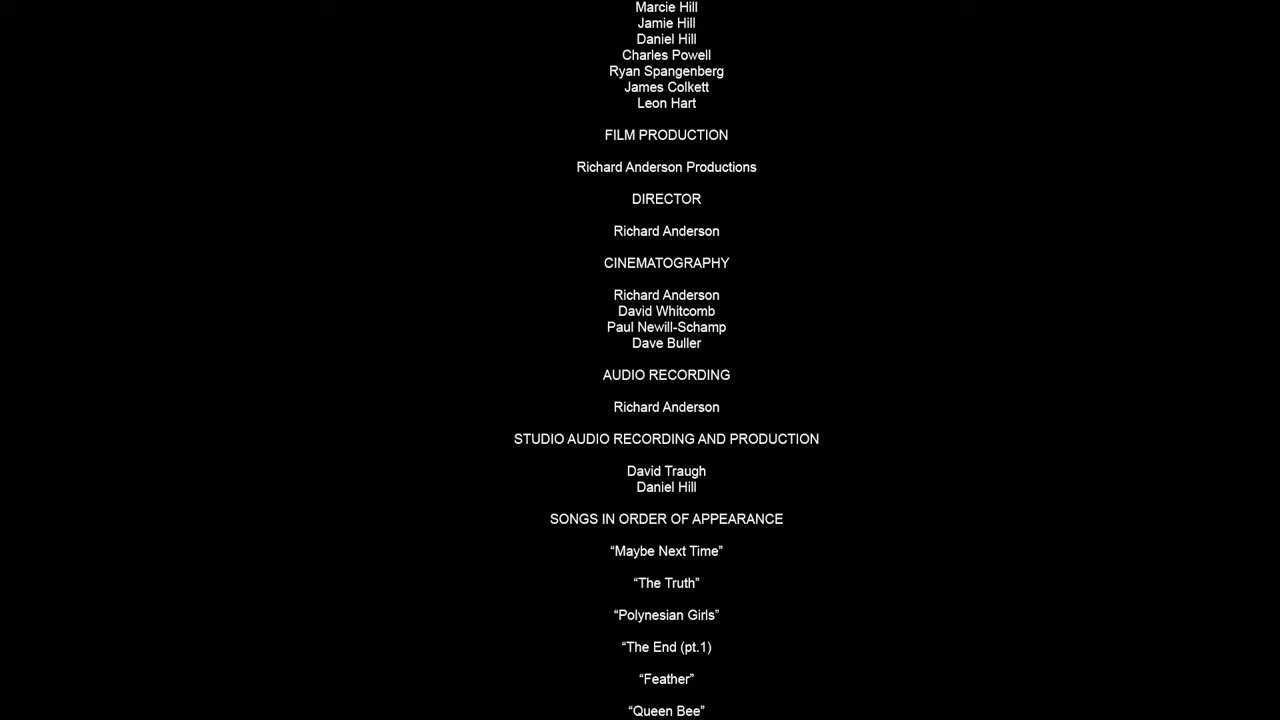 Marcie Hill
Jamie Hill
Daniel Hill
Charles Powell
Ryan Spangenberg
James Colkett
Leon Hart
FILM PRODUCTION
Richard Anderson Productions
DIRECTOR
Richard Anderson
CINEMATOGRAPHY
Richard Anderson
David Whitcomb
Paul Newill-Schamp
Dave Buller
AUDIO RECORDING
Richard Anderson
STUDIO AUDIO RECORDING AND PRODUCTION
David Traugh
Daniel Hill
SONGS IN ORDER OF APPEARANCE
“Maybe Next Time”
“The Truth”
“Polynesian Girls”
“The End (pt.1)
“Feather”
“Queen Bee”